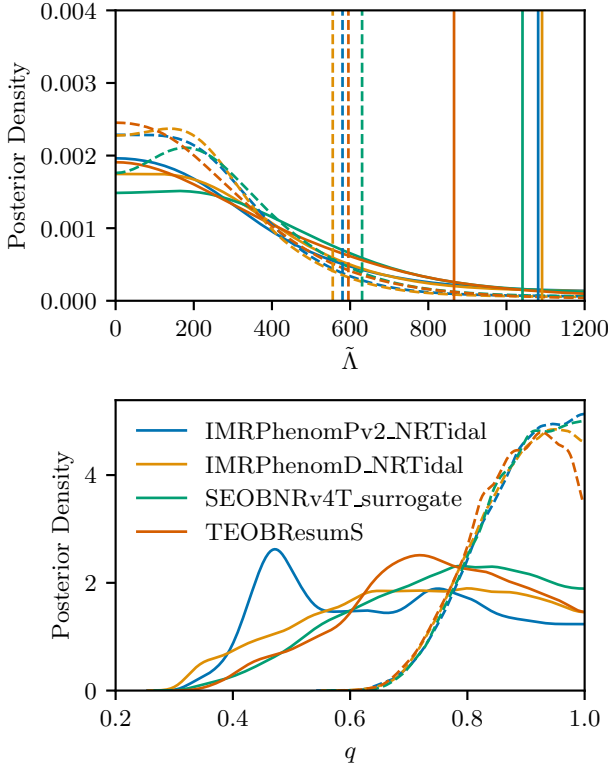 0.004
0.003
0.002
0.001
0.000
Posterior Density
0 200 400 600 800 1000 1200
Λ̃
4
2
0
Posterior Density
IMRPhenomPv2_NRTidal
IMRPhenomD_NRTidal
SEOBNRv4T_surrogate
TEOBResumS
0.2 0.4 0.6 0.8 1.0
q